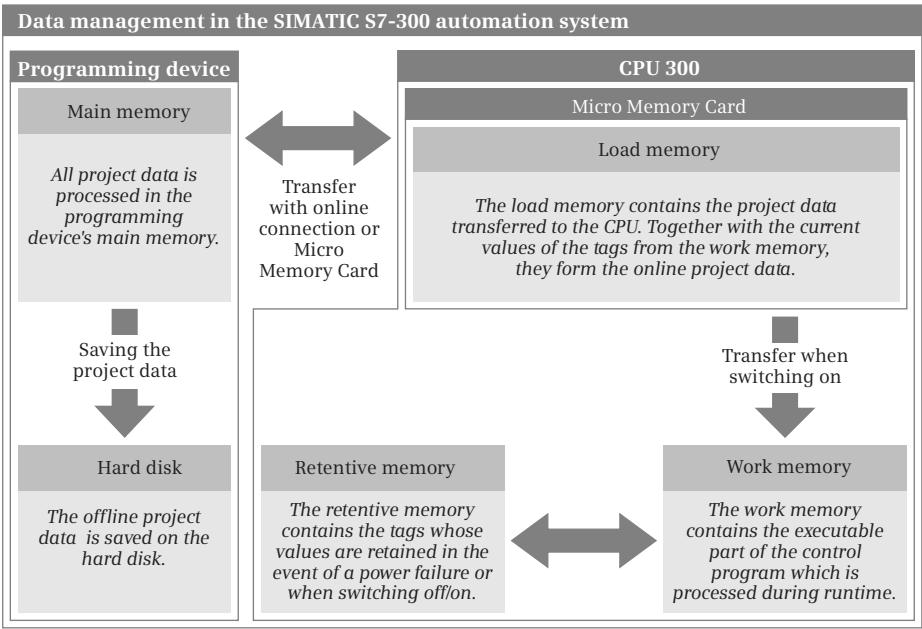 Data management in the SIMATIC S7-300 automation system
Programming device
Main memory
All project data is
processed in the
programming
device's main memory.
Saving the
project data
Hard disk
The offline project
data is saved on the
hard disk.
Transfer
with online
connection or
Micro
Memory Card
CPU 300
Micro Memory Card
Load memory
The load memory contains the project data
transferred to the CPU. Together with the current
values of the tags from the work memory,
they form the online project data.
Transfer when
switching on
Retentive memory
The retentive memory
contains the tags whose
values are retained in the
event of a power failure or
when switching off/on.
Work memory
The work memory
contains the executable
part of the control
program which is
processed during runtime.